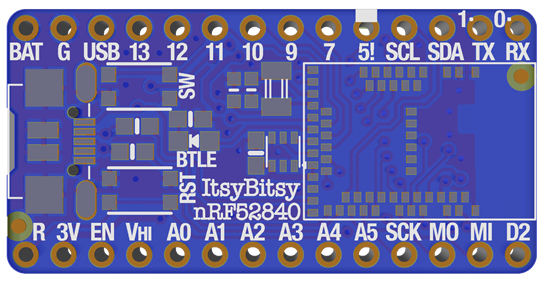 1· 0·
BAT G USB 13 12 11 10 9 7 5! SCL SDA TX RX
SW
BTLE
RST
ItsyBitsy
nRF52840
R 3V EN VHI A0 A1 A2 A3 A4 A5 SCK MO MI D2